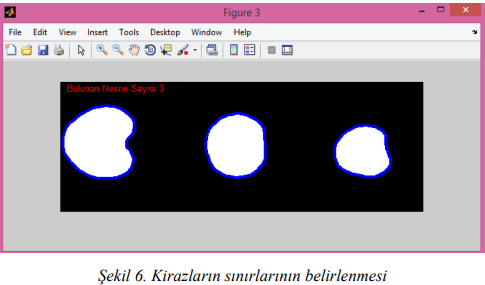 Figure 3
File Edit View Insert Tools Desktop Window Help
Bulunan Nesne Sayısı:3
Şekil 6. Kirazların sınırlarının belirlenmesi